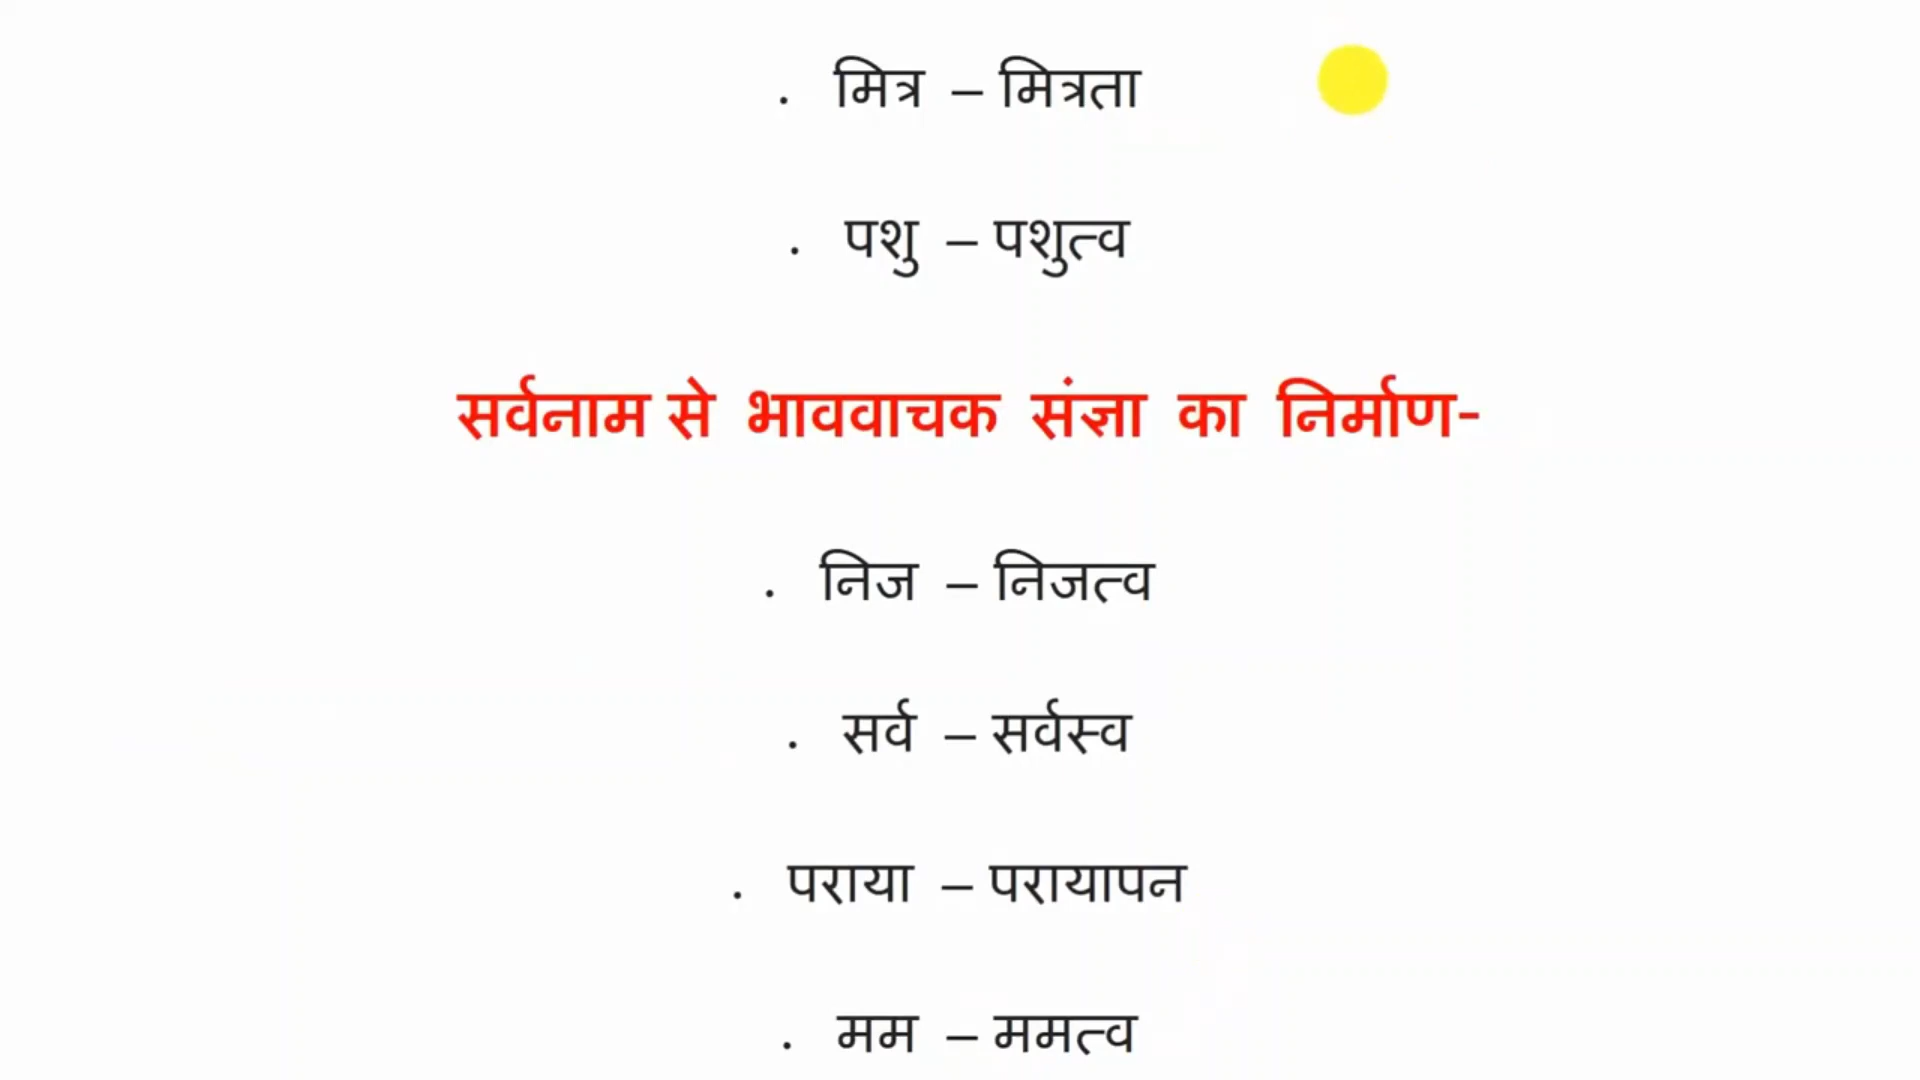 . मित्र – मित्रता
. पशु – पशुत्व
सर्वनाम से भाववाचक संज्ञा का निर्माण-
. निज – निजत्व
. सर्व – सर्वस्व
. पराया – परायापन
. मम – ममत्व